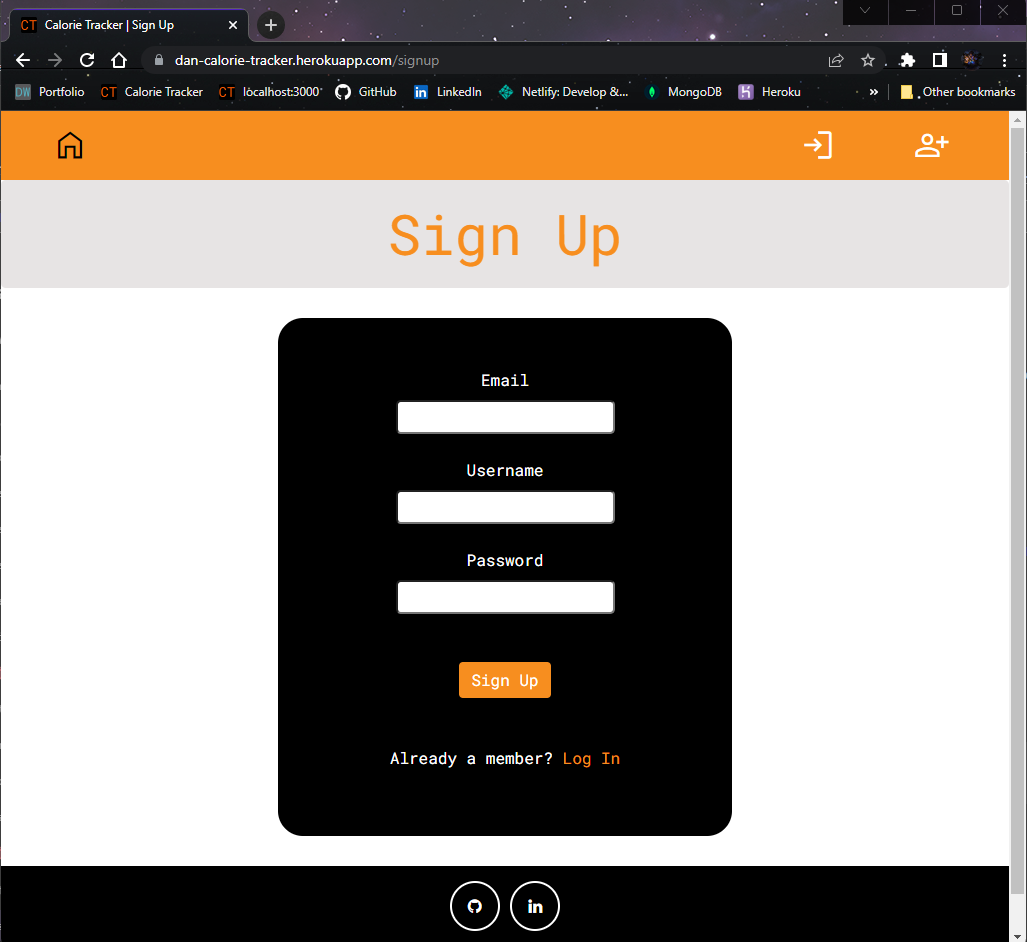 CT Calorie Tracker | Sign Up
dan-calorie-tracker.herokuapp.com/signup
DW Portfolio CT Calorie Tracker CT localhost:3000 GitHub in LinkedIn Netlify: Develop &... MongoDB Heroku » Other bookmarks
Sign Up
Email
Username
Password
Sign Up
Already a member? Log In
in